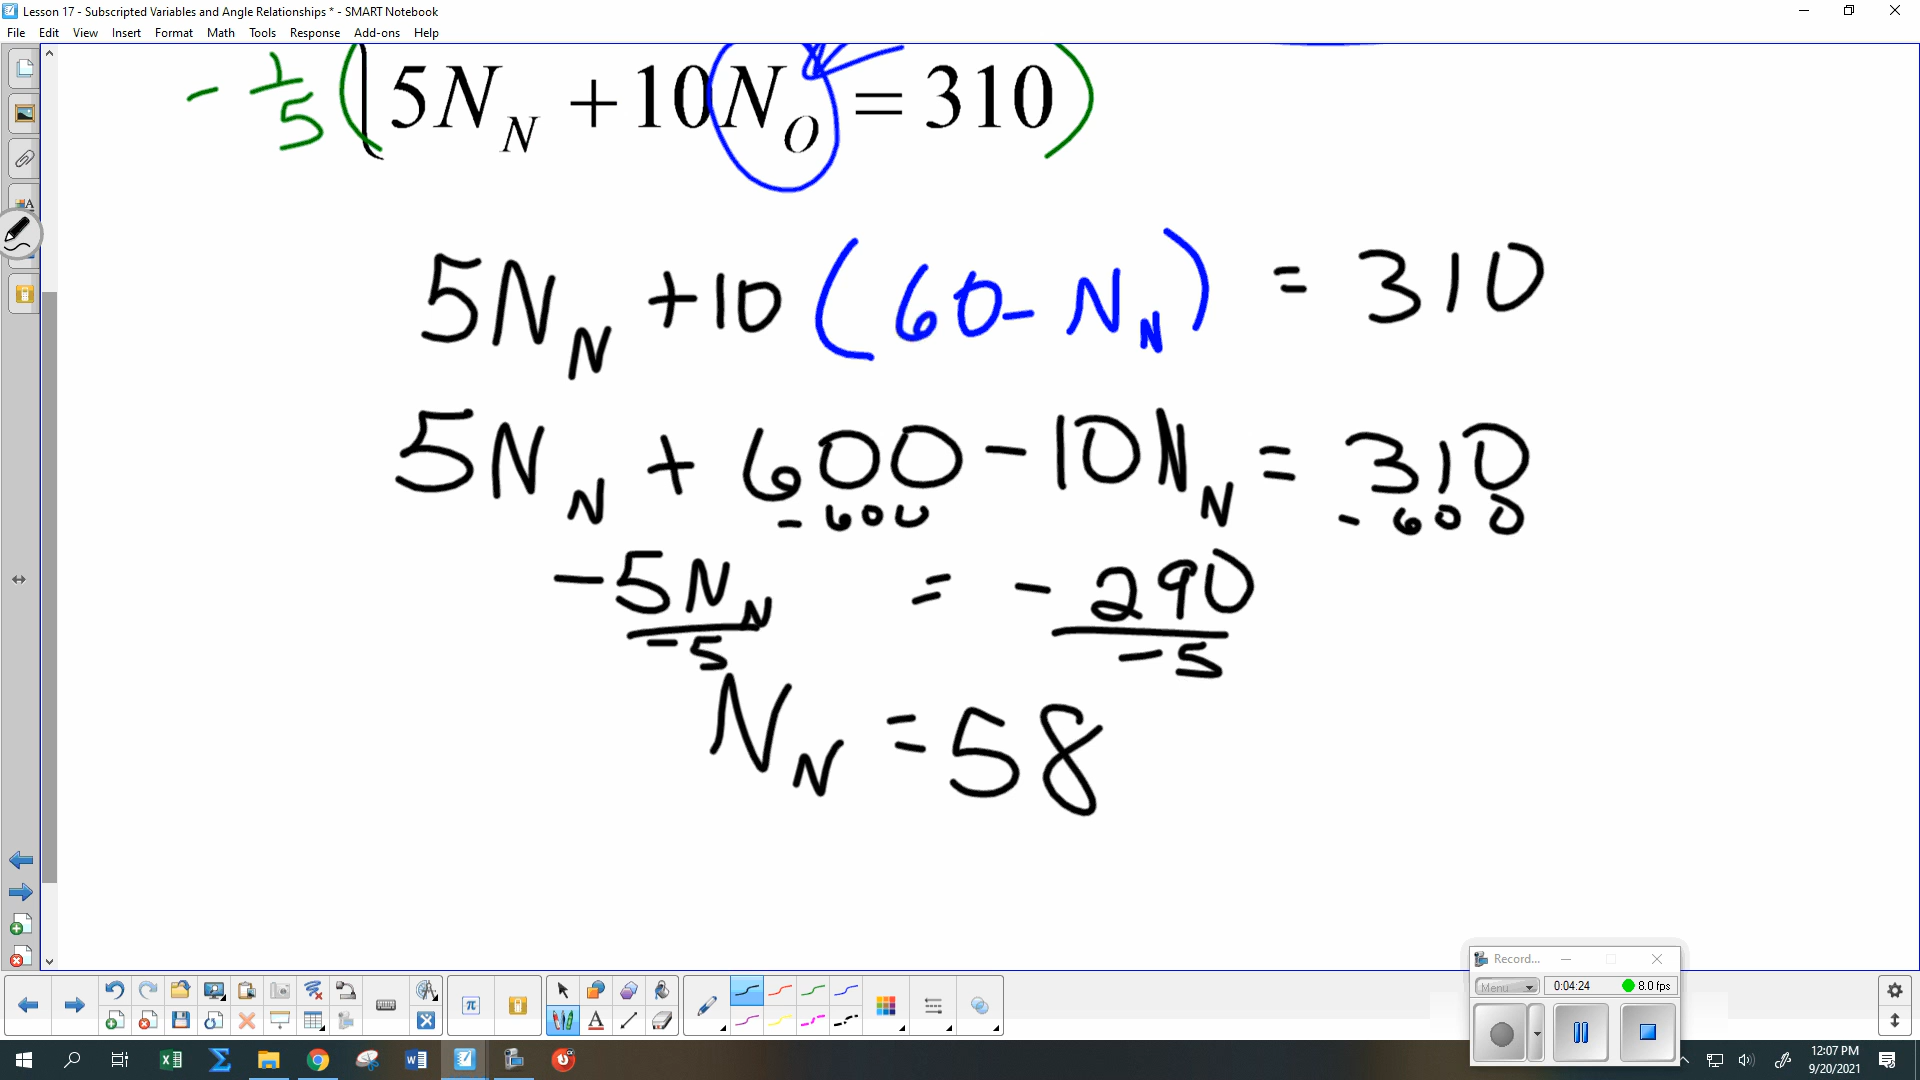 Lesson 17 - Subscripted Variables and Angle Relationships * - SMART Notebook
File Edit View Insert Format Math Tools Response Add-ons Help
- 1/5 ( 5N_N + 10N_O = 310 )
5N_N + 10 ( 60 - N_N ) = 310
5N_N + 600 - 10N_N = 310
- 600 - 600
-5N_N = -290
-5 -5
N_N = 58
Record...
Menu 0:04:24 8.0 fps
12:07 PM
9/20/2021